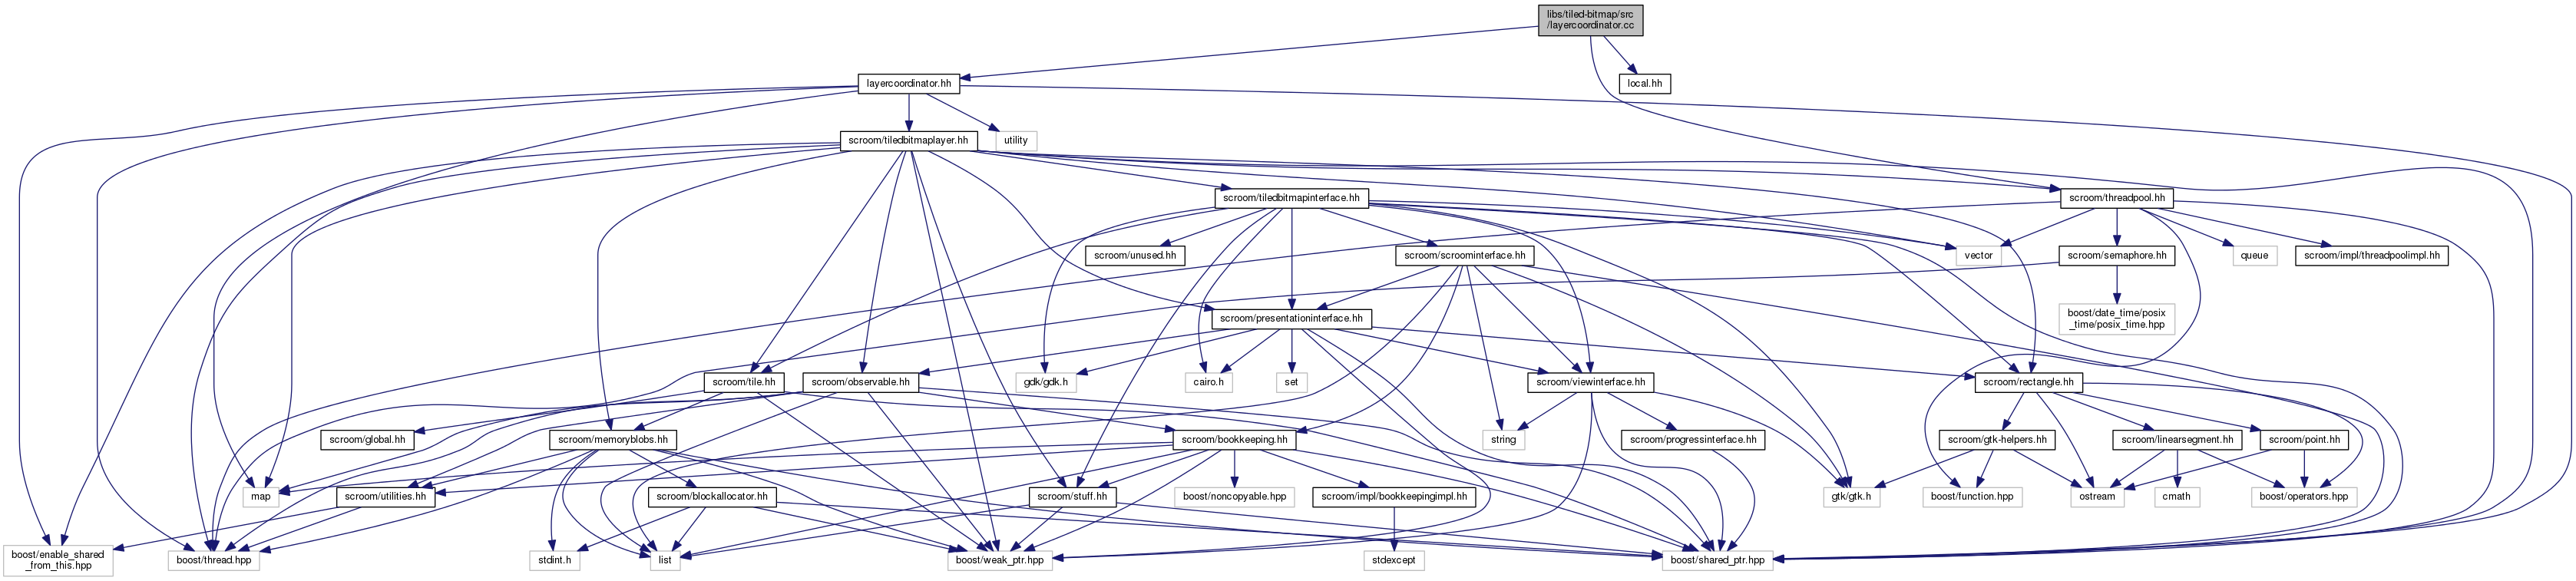 libs/tiled-bitmap/src
/layercoordinator.cc
layercoordinator.hh
local.hh
scroom/tiledbitmaplayer.hh
utility
scroom/tiledbitmapinterface.hh
scroom/threadpool.hh
scroom/unused.hh
scroom/scroominterface.hh
vector
scroom/semaphore.hh
queue
scroom/impl/threadpoolimpl.hh
scroom/presentationinterface.hh
boost/date_time/posix
_time/posix_time.hpp
scroom/tile.hh
scroom/observable.hh
gdk/gdk.h
cairo.h
set
scroom/viewinterface.hh
scroom/rectangle.hh
scroom/global.hh
scroom/memoryblobs.hh
scroom/bookkeeping.hh
string
scroom/progressinterface.hh
scroom/gtk-helpers.hh
scroom/linearsegment.hh
scroom/point.hh
map
scroom/utilities.hh
scroom/blockallocator.hh
scroom/stuff.hh
boost/noncopyable.hpp
scroom/impl/bookkeepingimpl.hh
gtk/gtk.h
boost/function.hpp
ostream
cmath
boost/operators.hpp
boost/enable_shared
_from_this.hpp
boost/thread.hpp
stdint.h
list
boost/weak_ptr.hpp
stdexcept
boost/shared_ptr.hpp